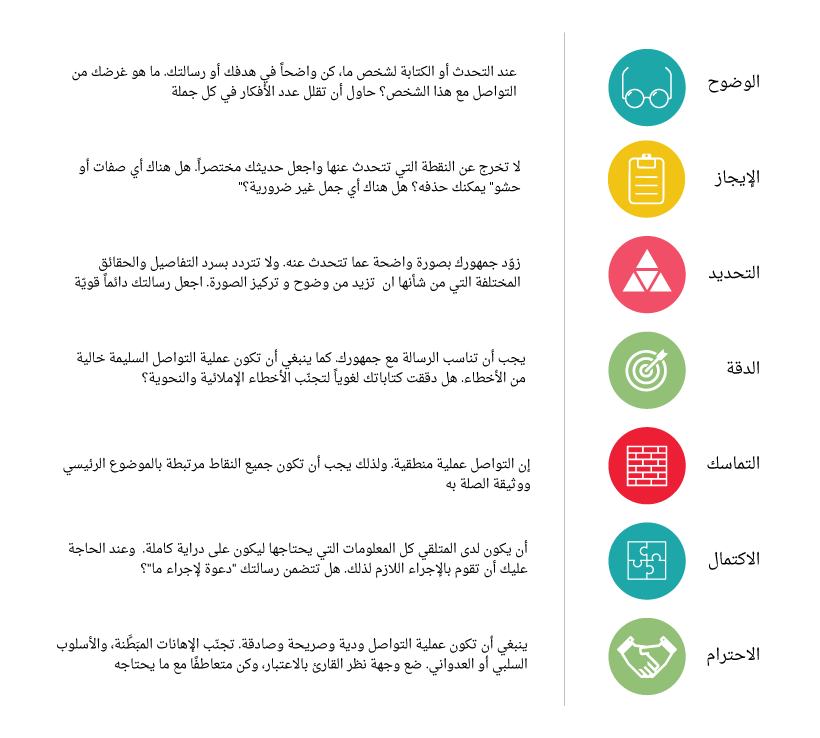 الوضوح
عند التحدث أو الكتابة لشخص ما، كن واضحاً في هدفك أو رسالتك. ما هو غرضك من
التواصل مع هذا الشخص؟ حاول أن تقلل عدد الأفكار في كل جملة
الإيجاز
لا تخرج عن النقطة التي تتحدث عنها واجعل حديثك مختصراً. هل هناك أي صفات أو
حشو" يمكنك حذفه؟ هل هناك أي جمل غير ضرورية؟"
التحديد
زوّد جمهورك بصورة واضحة عما تتحدث عنه. ولا تتردد بسرد التفاصيل والحقائق
المختلفة التي من شأنها ان  تزيد من وضوح و تركيز الصورة. اجعل رسالتك دائماً قويّة
الدقة
يجب أن تناسب الرسالة مع جمهورك. كما ينبغي أن تكون عملية التواصل السليمة خالية
من الأخطاء. هل دققت كتاباتك لغوياً لتجنّب الأخطاء الإملائية والنحوية؟
التماسك
إن التواصل عملية منطقية. ولذلك يجب أن تكون جميع النقاط مرتبطة بالموضوع الرئيسي
ووثيقة الصلة به
الاكتمال
أن يكون لدى المتلقي كل المعلومات التي يحتاجها ليكون على دراية كاملة.  وعند الحاجة
عليك أن تقوم بالإجراء اللازم لذلك. هل تتضمن رسالتك "دعوة لإجراء ما"؟
الاحترام
ينبغي أن تكون عملية التواصل ودية وصريحة وصادقة. تجنّب الإهانات المبَطَّنة، والأسلوب
السلبي أو العدواني. ضع وجهة نظر القارئ بالاعتبار، وكن متعاطفًا مع ما يحتاجه